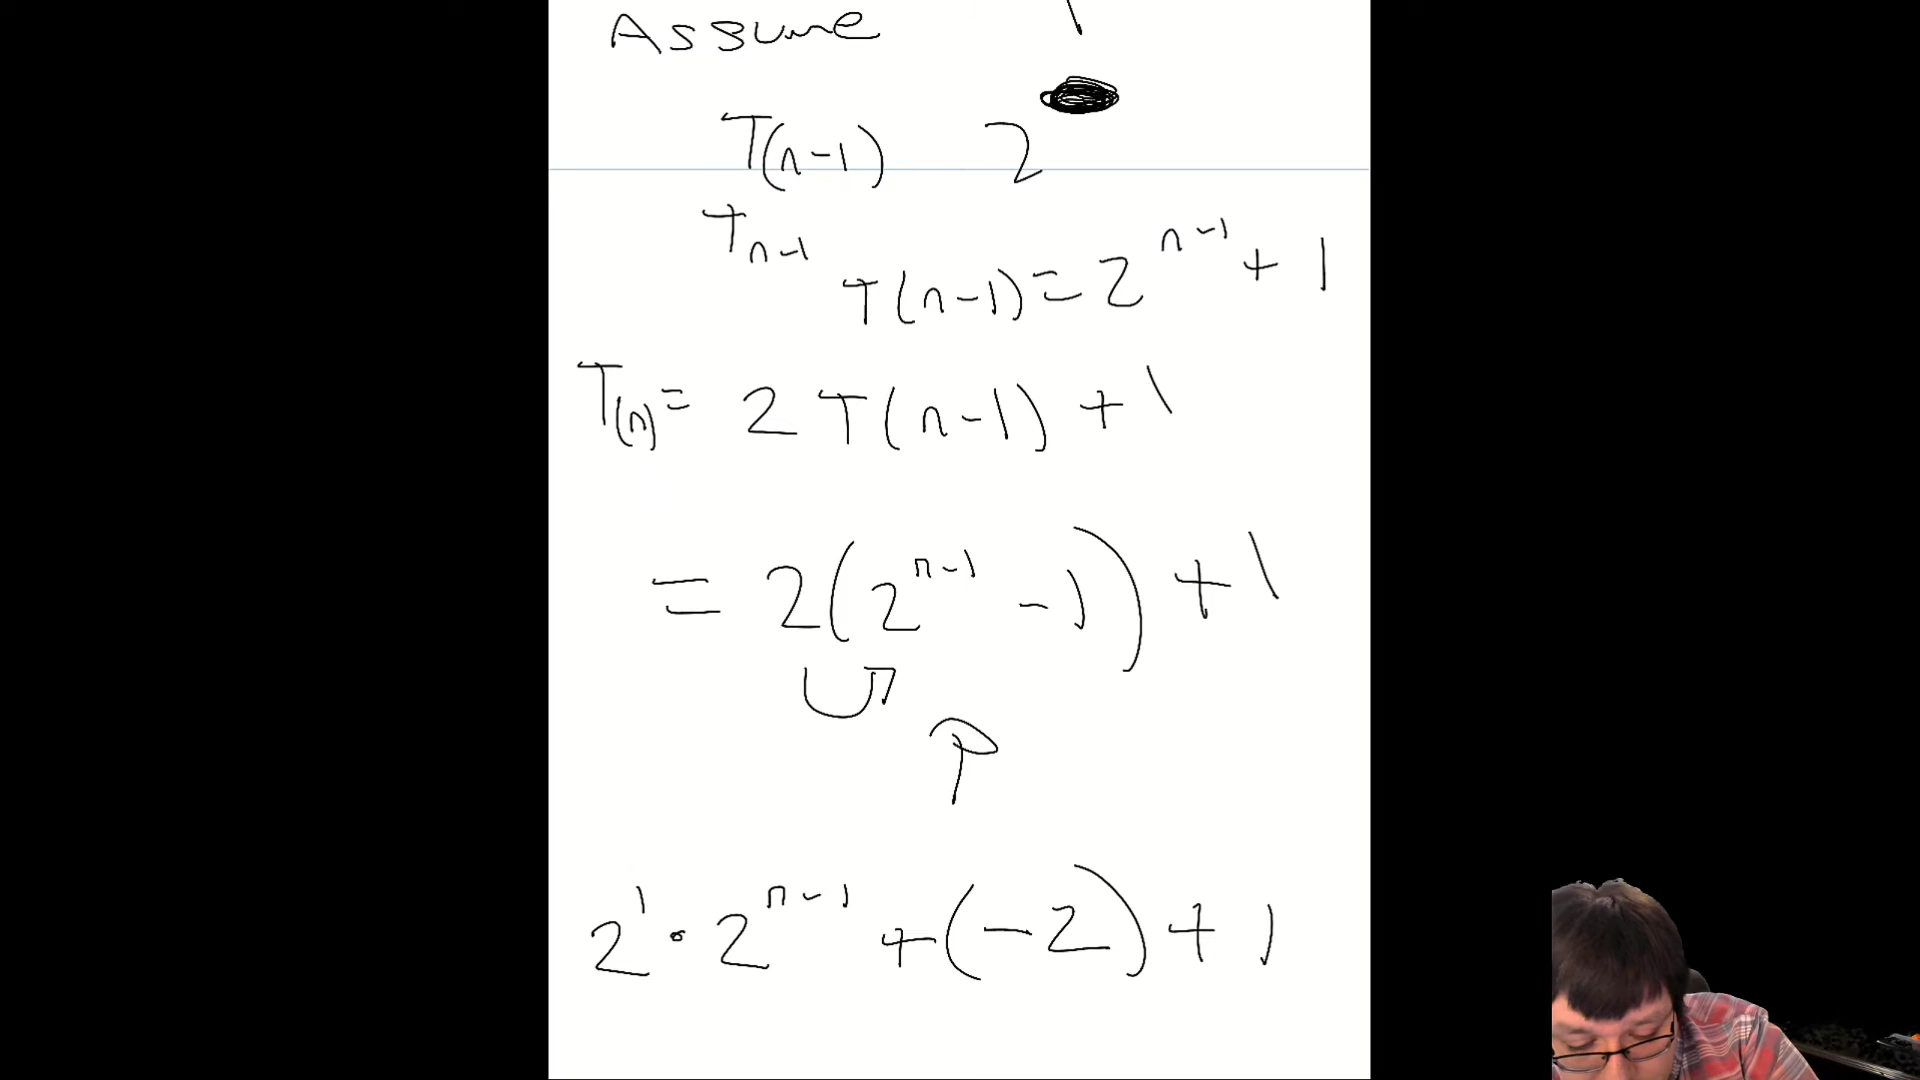 Assume
T(n-1) 2
T_{n-1}
T(n-1) = 2^{n-1} + 1
T(n) = 2T(n-1) + 1
= 2(2^{n-1} - 1) + 1
2^1 · 2^{n-1} + (-2) + 1